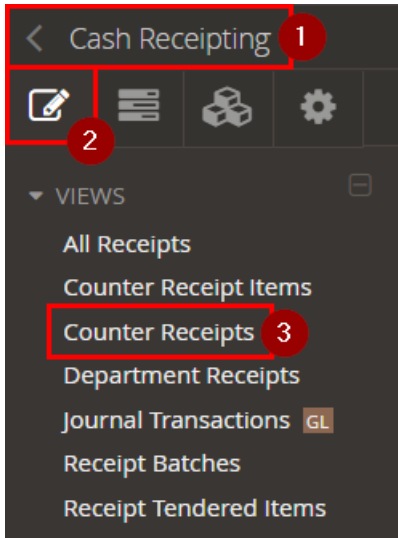 Cash Receipting 1
2
VIEWS
All Receipts
Counter Receipt Items
Counter Receipts 3
Department Receipts
Journal Transactions GL
Receipt Batches
Receipt Tendered Items